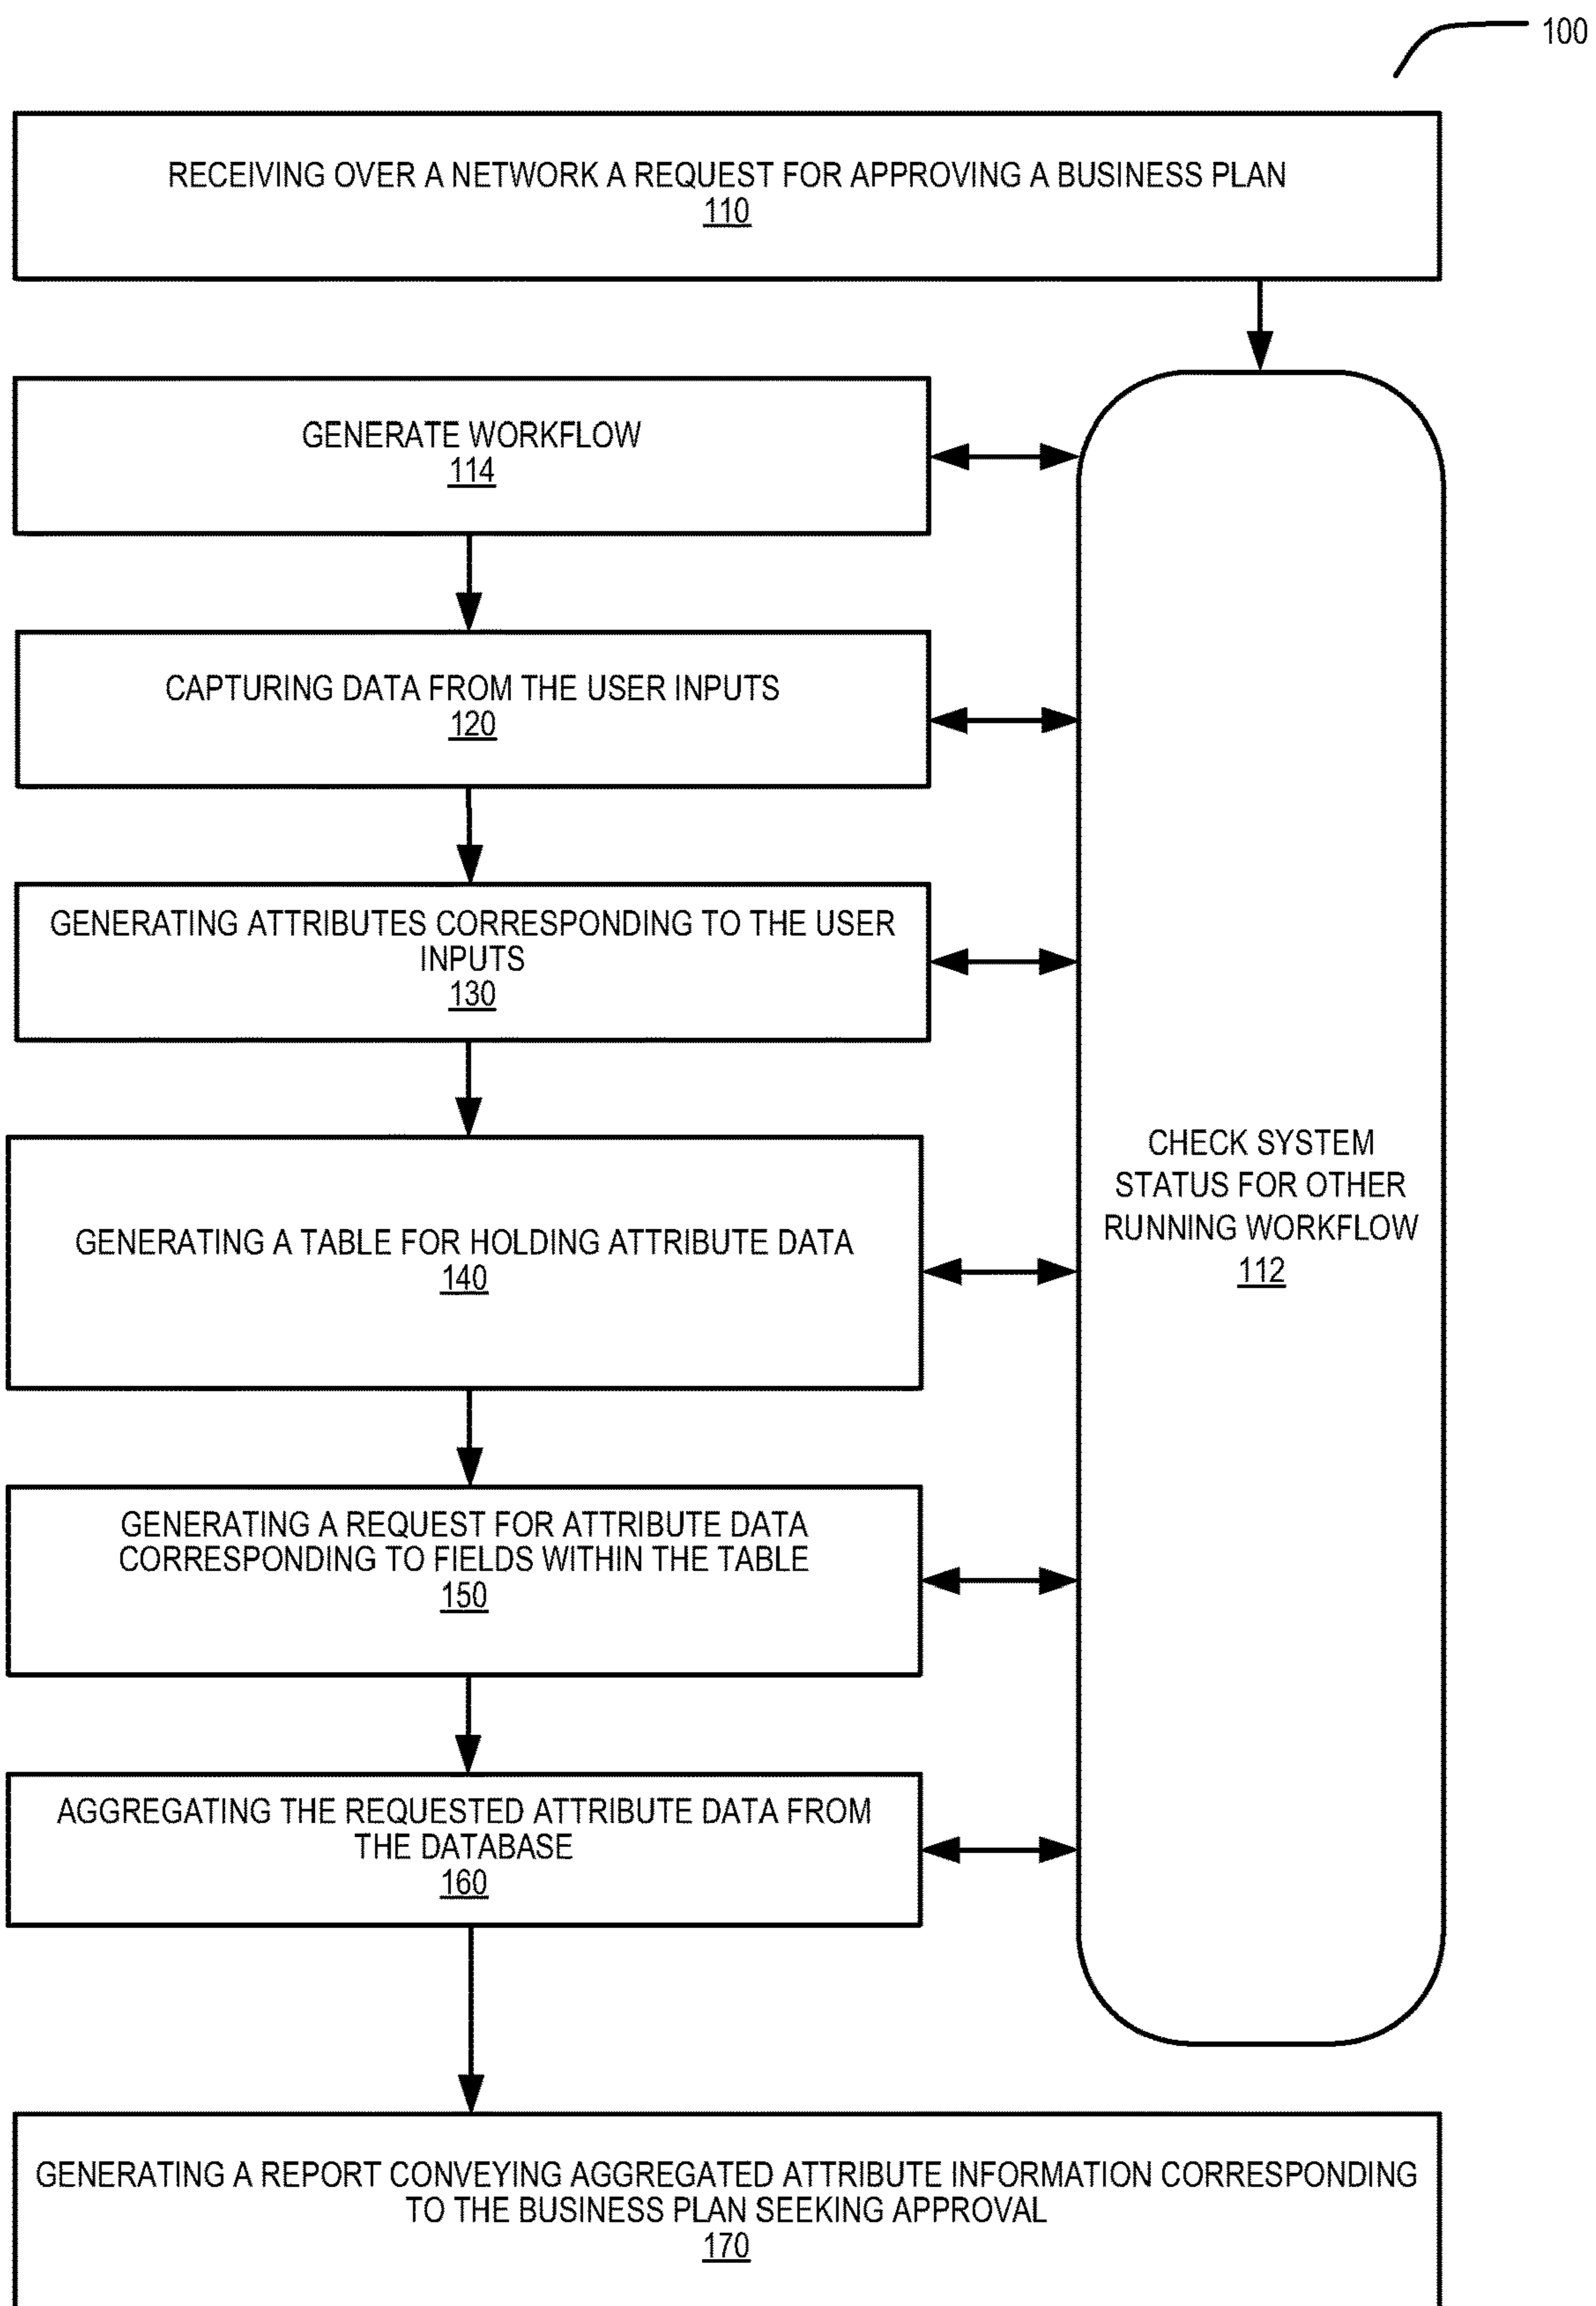 100
RECEIVING OVER A NETWORK A REQUEST FOR APPROVING A BUSINESS PLAN
110
GENERATE WORKFLOW
114
CAPTURING DATA FROM THE USER INPUTS
120
GENERATING ATTRIBUTES CORRESPONDING TO THE USER
INPUTS
130
GENERATING A TABLE FOR HOLDING ATTRIBUTE DATA
140
CHECK SYSTEM
STATUS FOR OTHER
RUNNING WORKFLOW
112
GENERATING A REQUEST FOR ATTRIBUTE DATA
CORRESPONDING TO FIELDS WITHIN THE TABLE
150
AGGREGATING THE REQUESTED ATTRIBUTE DATA FROM
THE DATABASE
160
GENERATING A REPORT CONVEYING AGGREGATED ATTRIBUTE INFORMATION CORRESPONDING
TO THE BUSINESS PLAN SEEKING APPROVAL
170